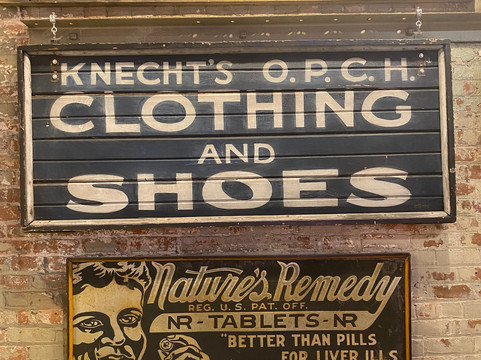 KNECHT'S O.P.C.H.
CLOTHING
AND
SHOES
Nature's Remedy
REG. U.S. PAT. OFF.
NR-TABLETS-NR
"BETTER THAN PILLS
FOR LIVER ILLS